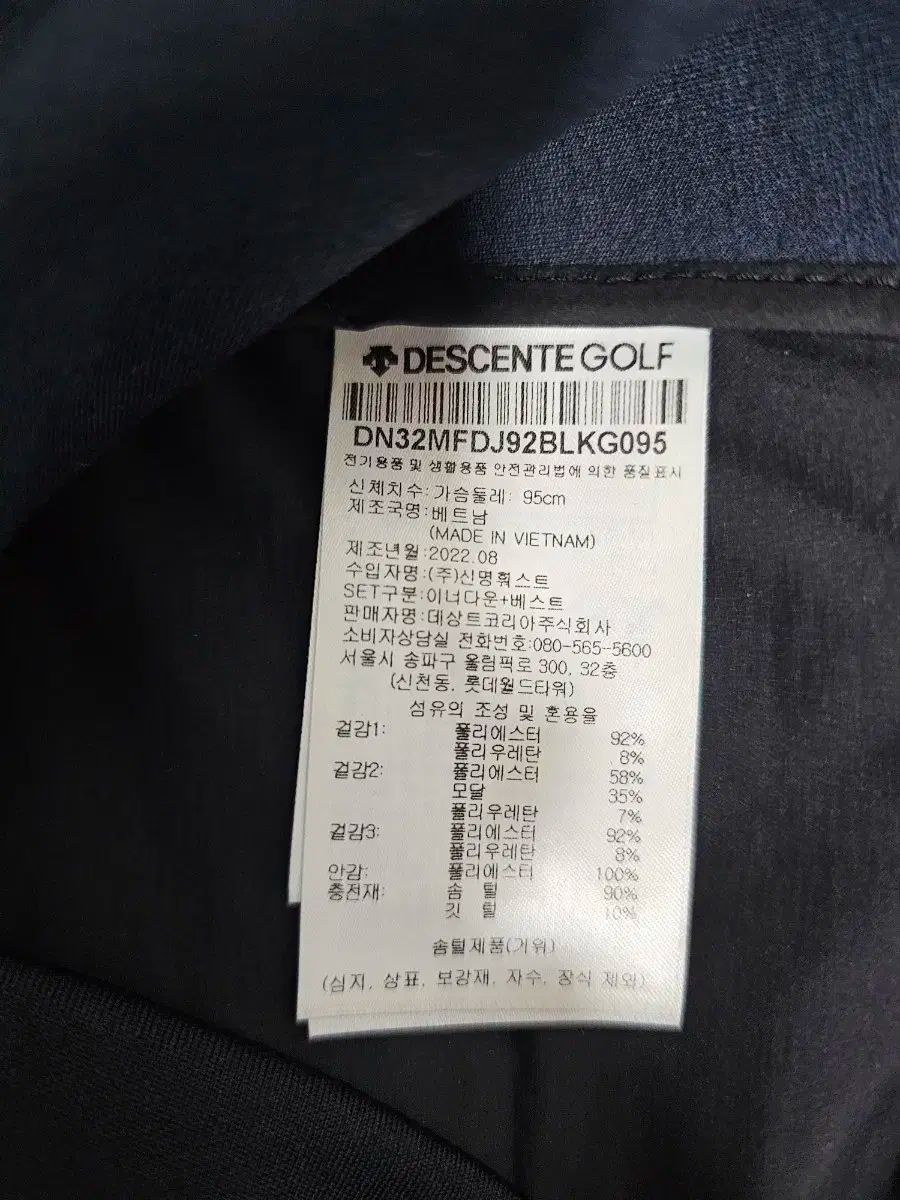 DESCENTE GOLF
DN32MFDJ92BLKG095
전기용품 및 생활용품 안전관리법에 의한 품질표시
신체치수:가슴둘레: 95cm
제조국명:베트남
(MADE IN VIETNAM)
제조년월:2022.08
수입자명:(주)신명훠스트
SET구분:이너다운+베스트
판매자명:데상트코리아주식회사
소비자상담실 전화번호:080-565-5600
서울시 송파구 올림픽로 300, 32층
(신천동, 롯데월드타워)
섬유의 조성 및 혼용율
겉감1: 폴리에스터 92%
폴리우레탄 8%
겉감2: 폴리에스터 58%
모달 35%
폴리우레탄 7%
겉감3: 폴리에스터 92%
폴리우레탄 8%
안감: 폴리에스터 100%
충전재: 솜 털 90%
깃 털 10%
솜털제품(거위)
(심지, 상표, 보강재, 자수, 장식 제외)